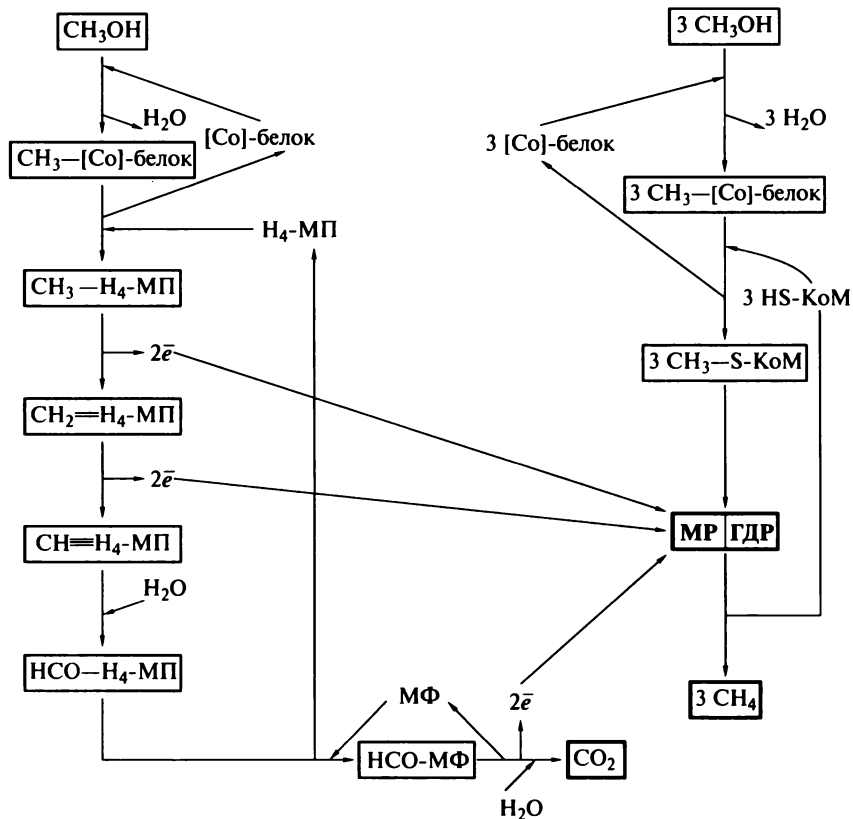 CH₃OH
3 CH₃OH
H₂O
[Co]-белок
3 [Co]-белок
3 H₂O
CH₃—[Co]-белок
3 CH₃—[Co]-белок
H₄-МП
CH₃—H₄-МП
3 HS-КоМ
2ē
3 CH₃—S-КоМ
CH₂=H₄-МП
2ē
CH≡H₄-МП
МР ГДР
H₂O
HCO—H₄-МП
МФ
2ē
3 CH₄
HCO-МФ
CO₂
H₂O